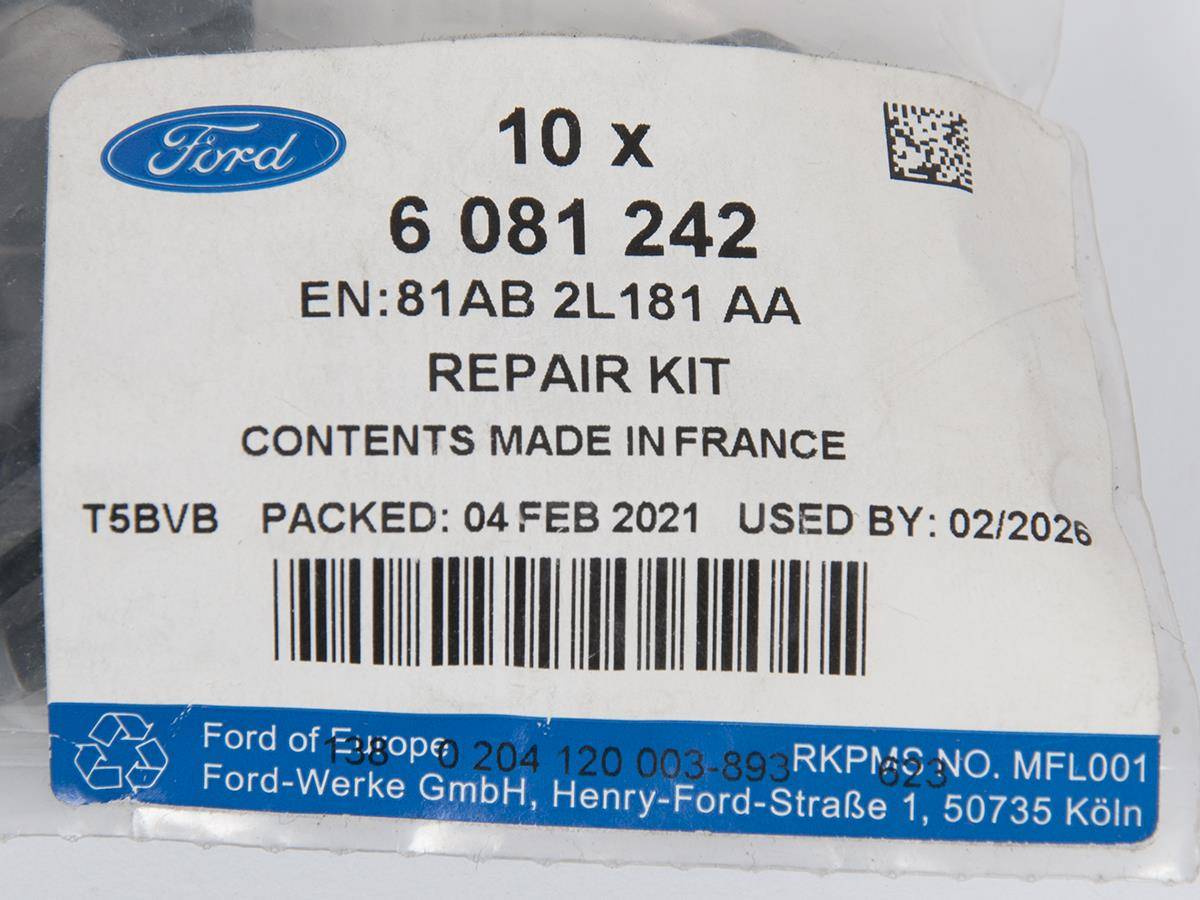 Ford
10 x
6 081 242
EN:81AB 2L181 AA
REPAIR KIT
CONTENTS MADE IN FRANCE
T5BVB PACKED: 04 FEB 2021 USED BY: 02/2026
Ford of Europe RKPMS NO. MFL001
138 0 204 120 003-893 623
Ford-Werke GmbH, Henry-Ford-Straße 1, 50735 Köln